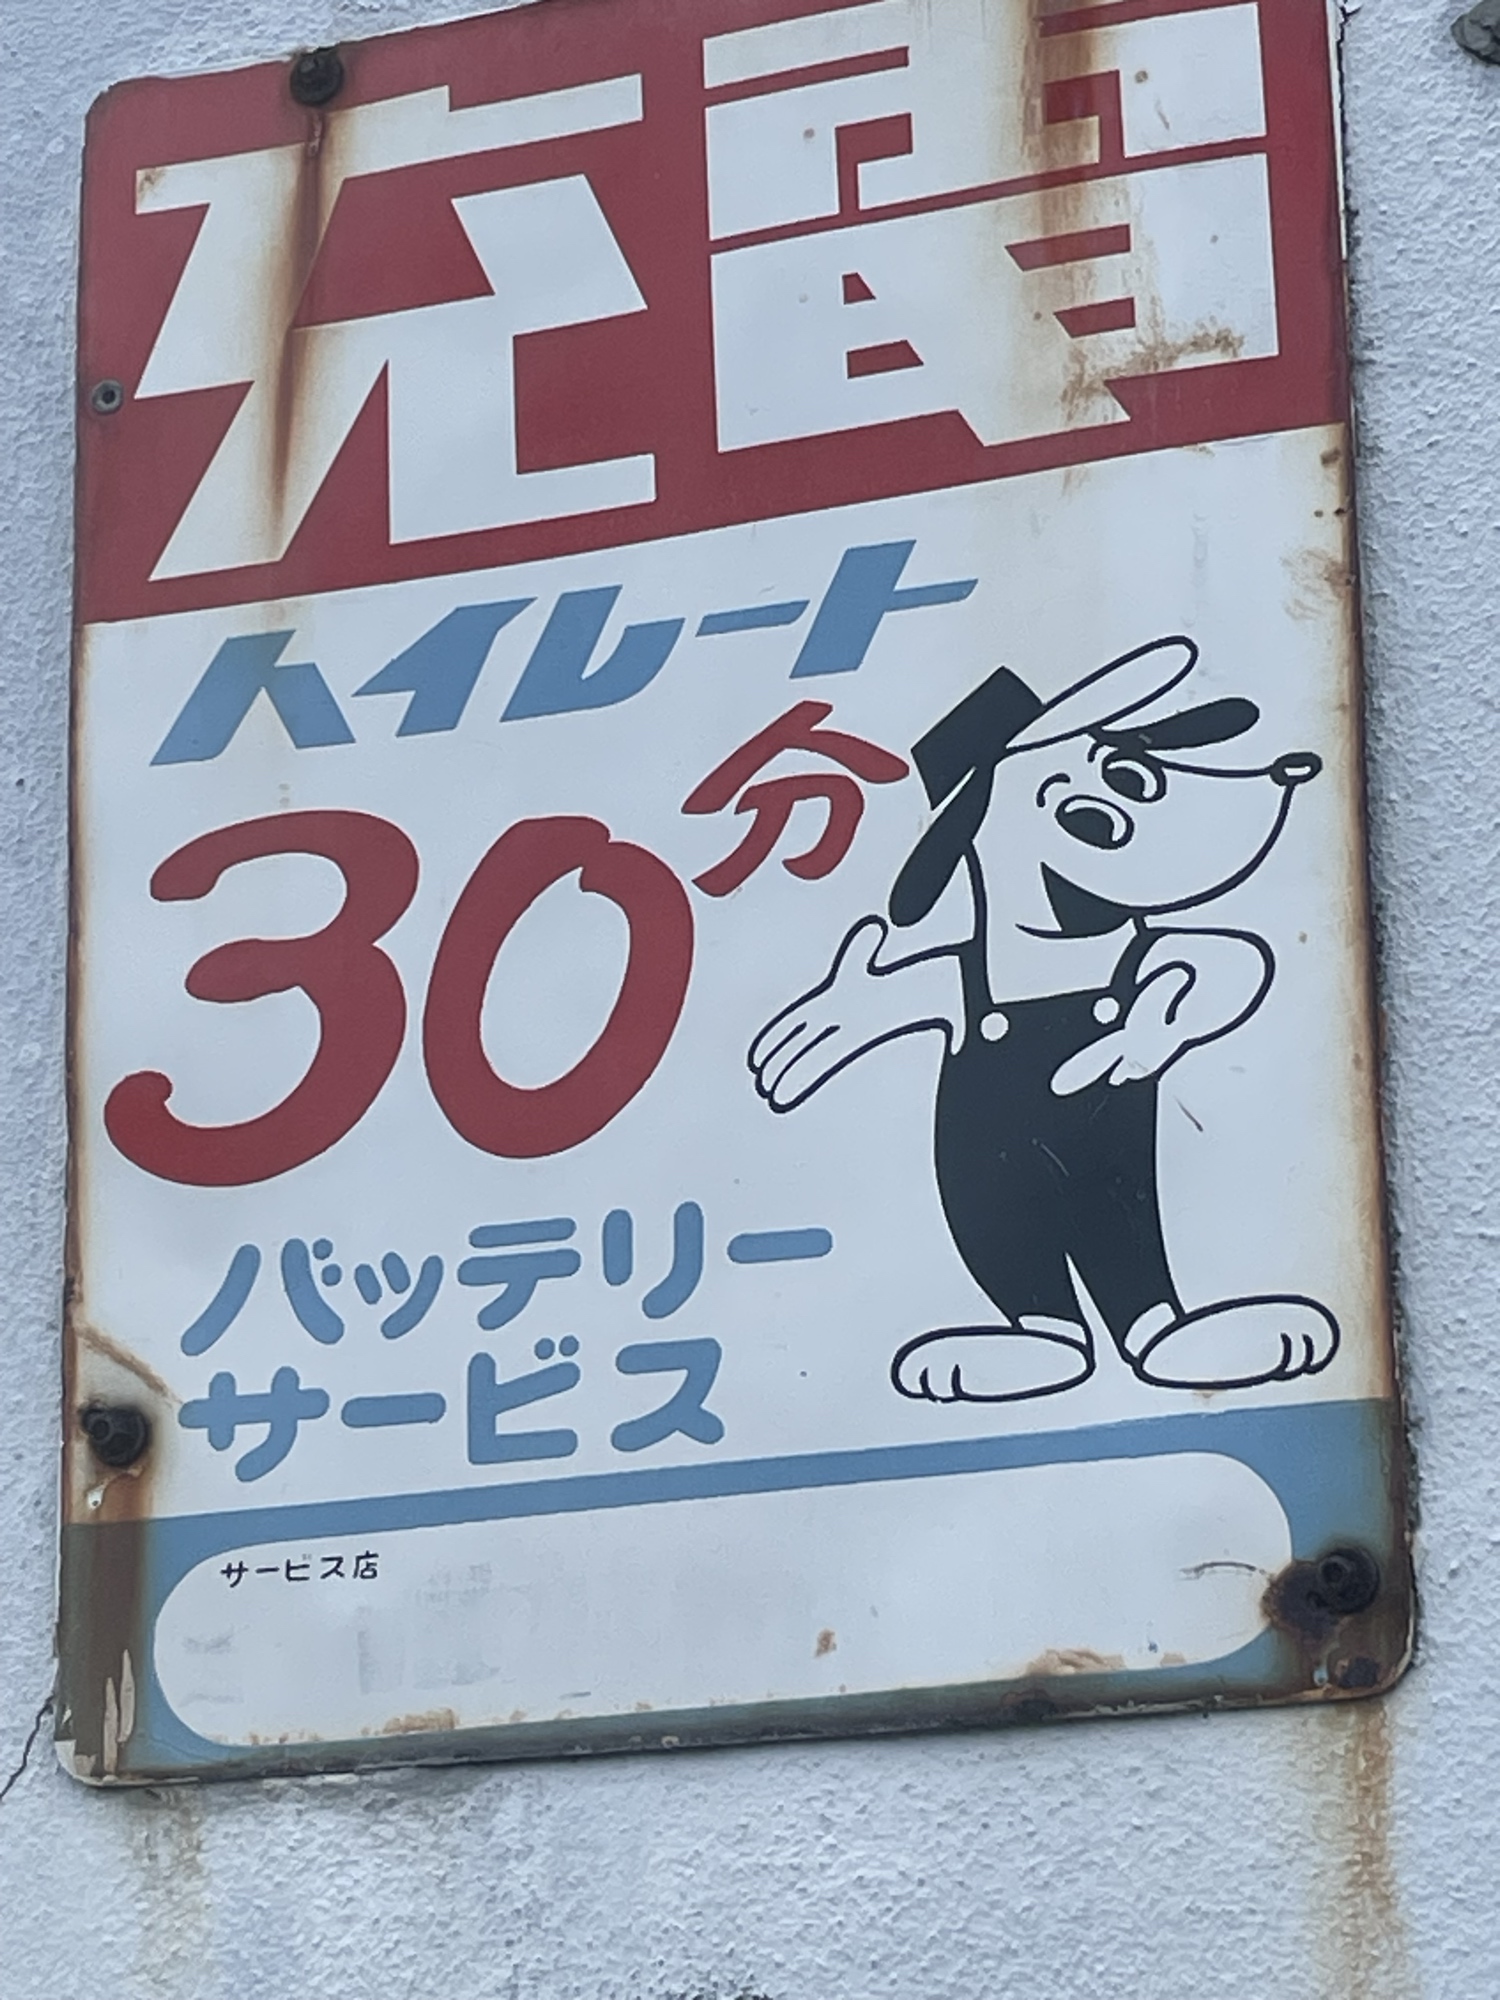 充電
ハイレート
30分
バッテリー
サービス
サービス店